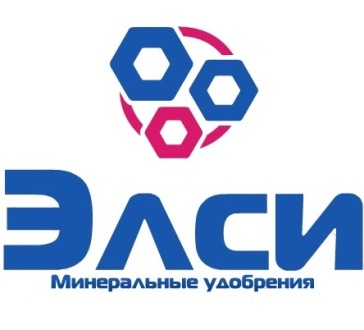 Элси
Минеральные удобрения